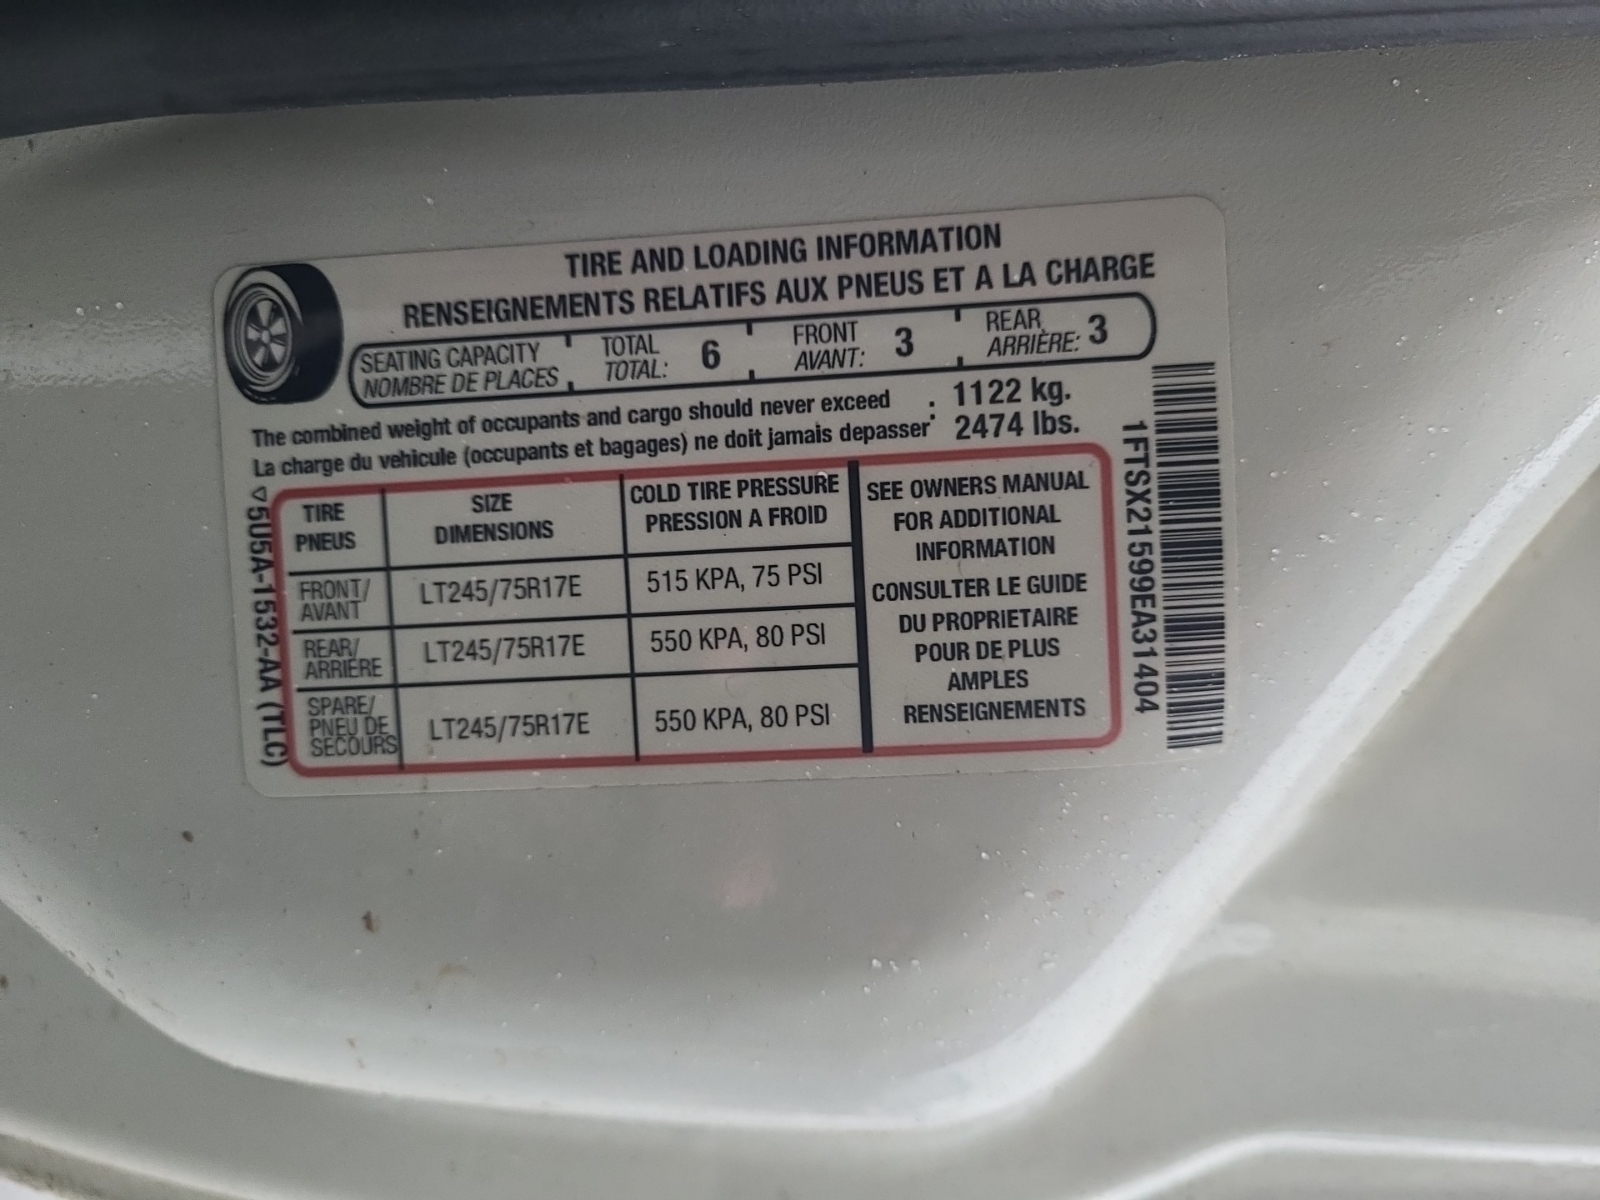 TIRE AND LOADING INFORMATION
RENSEIGNEMENTS RELATIFS AUX PNEUS ET A LA CHARGE
SEATING CAPACITY TOTAL 6 FRONT 3 REAR 3
NOMBRE DE PLACES TOTAL: AVANT: ARRIÈRE:
The combined weight of occupants and cargo should never exceed : 1122 kg.
La charge du vehicule (occupants et bagages) ne doit jamais depasser 2474 lbs.
TIRE SIZE COLD TIRE PRESSURE
PNEUS DIMENSIONS PRESSION A FROID
FRONT/ LT245/75R17E 515 KPA, 75 PSI
AVANT
REAR/ LT245/75R17E 550 KPA, 80 PSI
ARRIÈRE
SPARE/
PNEU DE LT245/75R17E 550 KPA, 80 PSI
SECOURS
SEE OWNERS MANUAL
FOR ADDITIONAL
INFORMATION
CONSULTER LE GUIDE
DU PROPRIETAIRE
POUR DE PLUS
AMPLES
RENSEIGNEMENTS
5U5A-1532-AA (TLC)
1FTSX21599EA31404